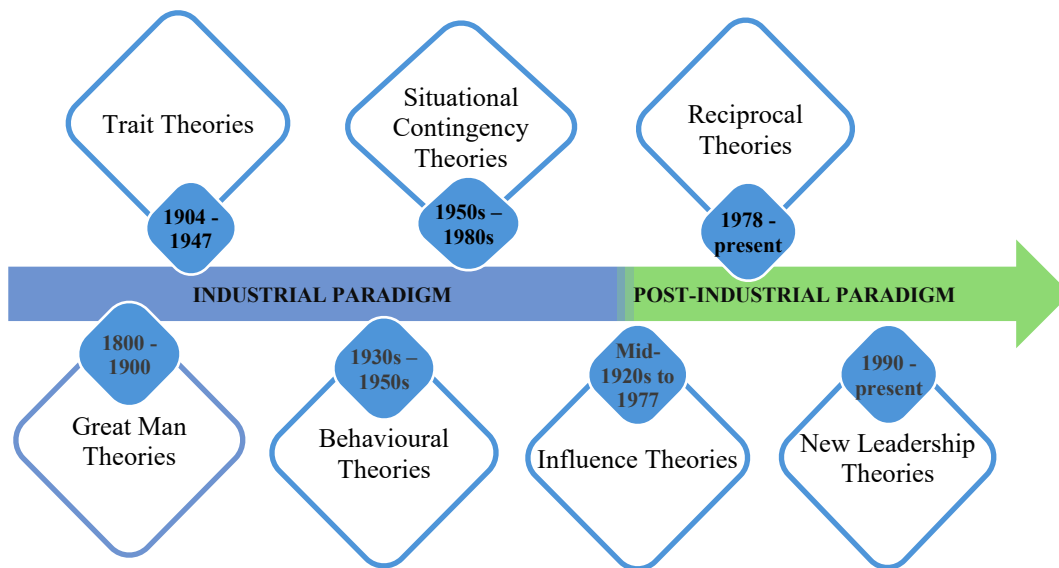 Trait Theories
1904 -
1947
Situational
Contingency
Theories
1950s –
1980s
Reciprocal
Theories
1978 -
present
INDUSTRIAL PARADIGM
POST-INDUSTRIAL PARADIGM
1800 -
1900
Great Man
Theories
1930s –
1950s
Behavioural
Theories
Mid-
1920s to
1977
Influence Theories
1990 -
present
New Leadership
Theories